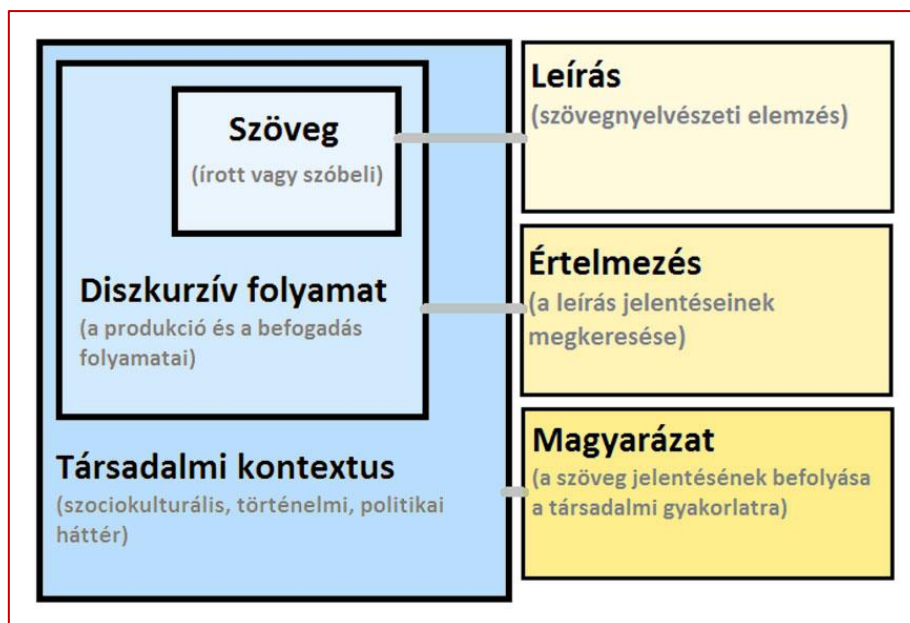 Szöveg
(írott vagy szóbeli)
Diszkurzív folyamat
(a produkció és a befogadás
folyamatai)
Társadalmi kontextus
(szociokulturális, történelmi, politikai
háttér)
Leírás
(szövegnyelvészeti elemzés)
Értelmezés
(a leírás jelentéseinek
megkeresése)
Magyarázat
(a szöveg jelentésének befolyása
a társadalmi gyakorlatra)